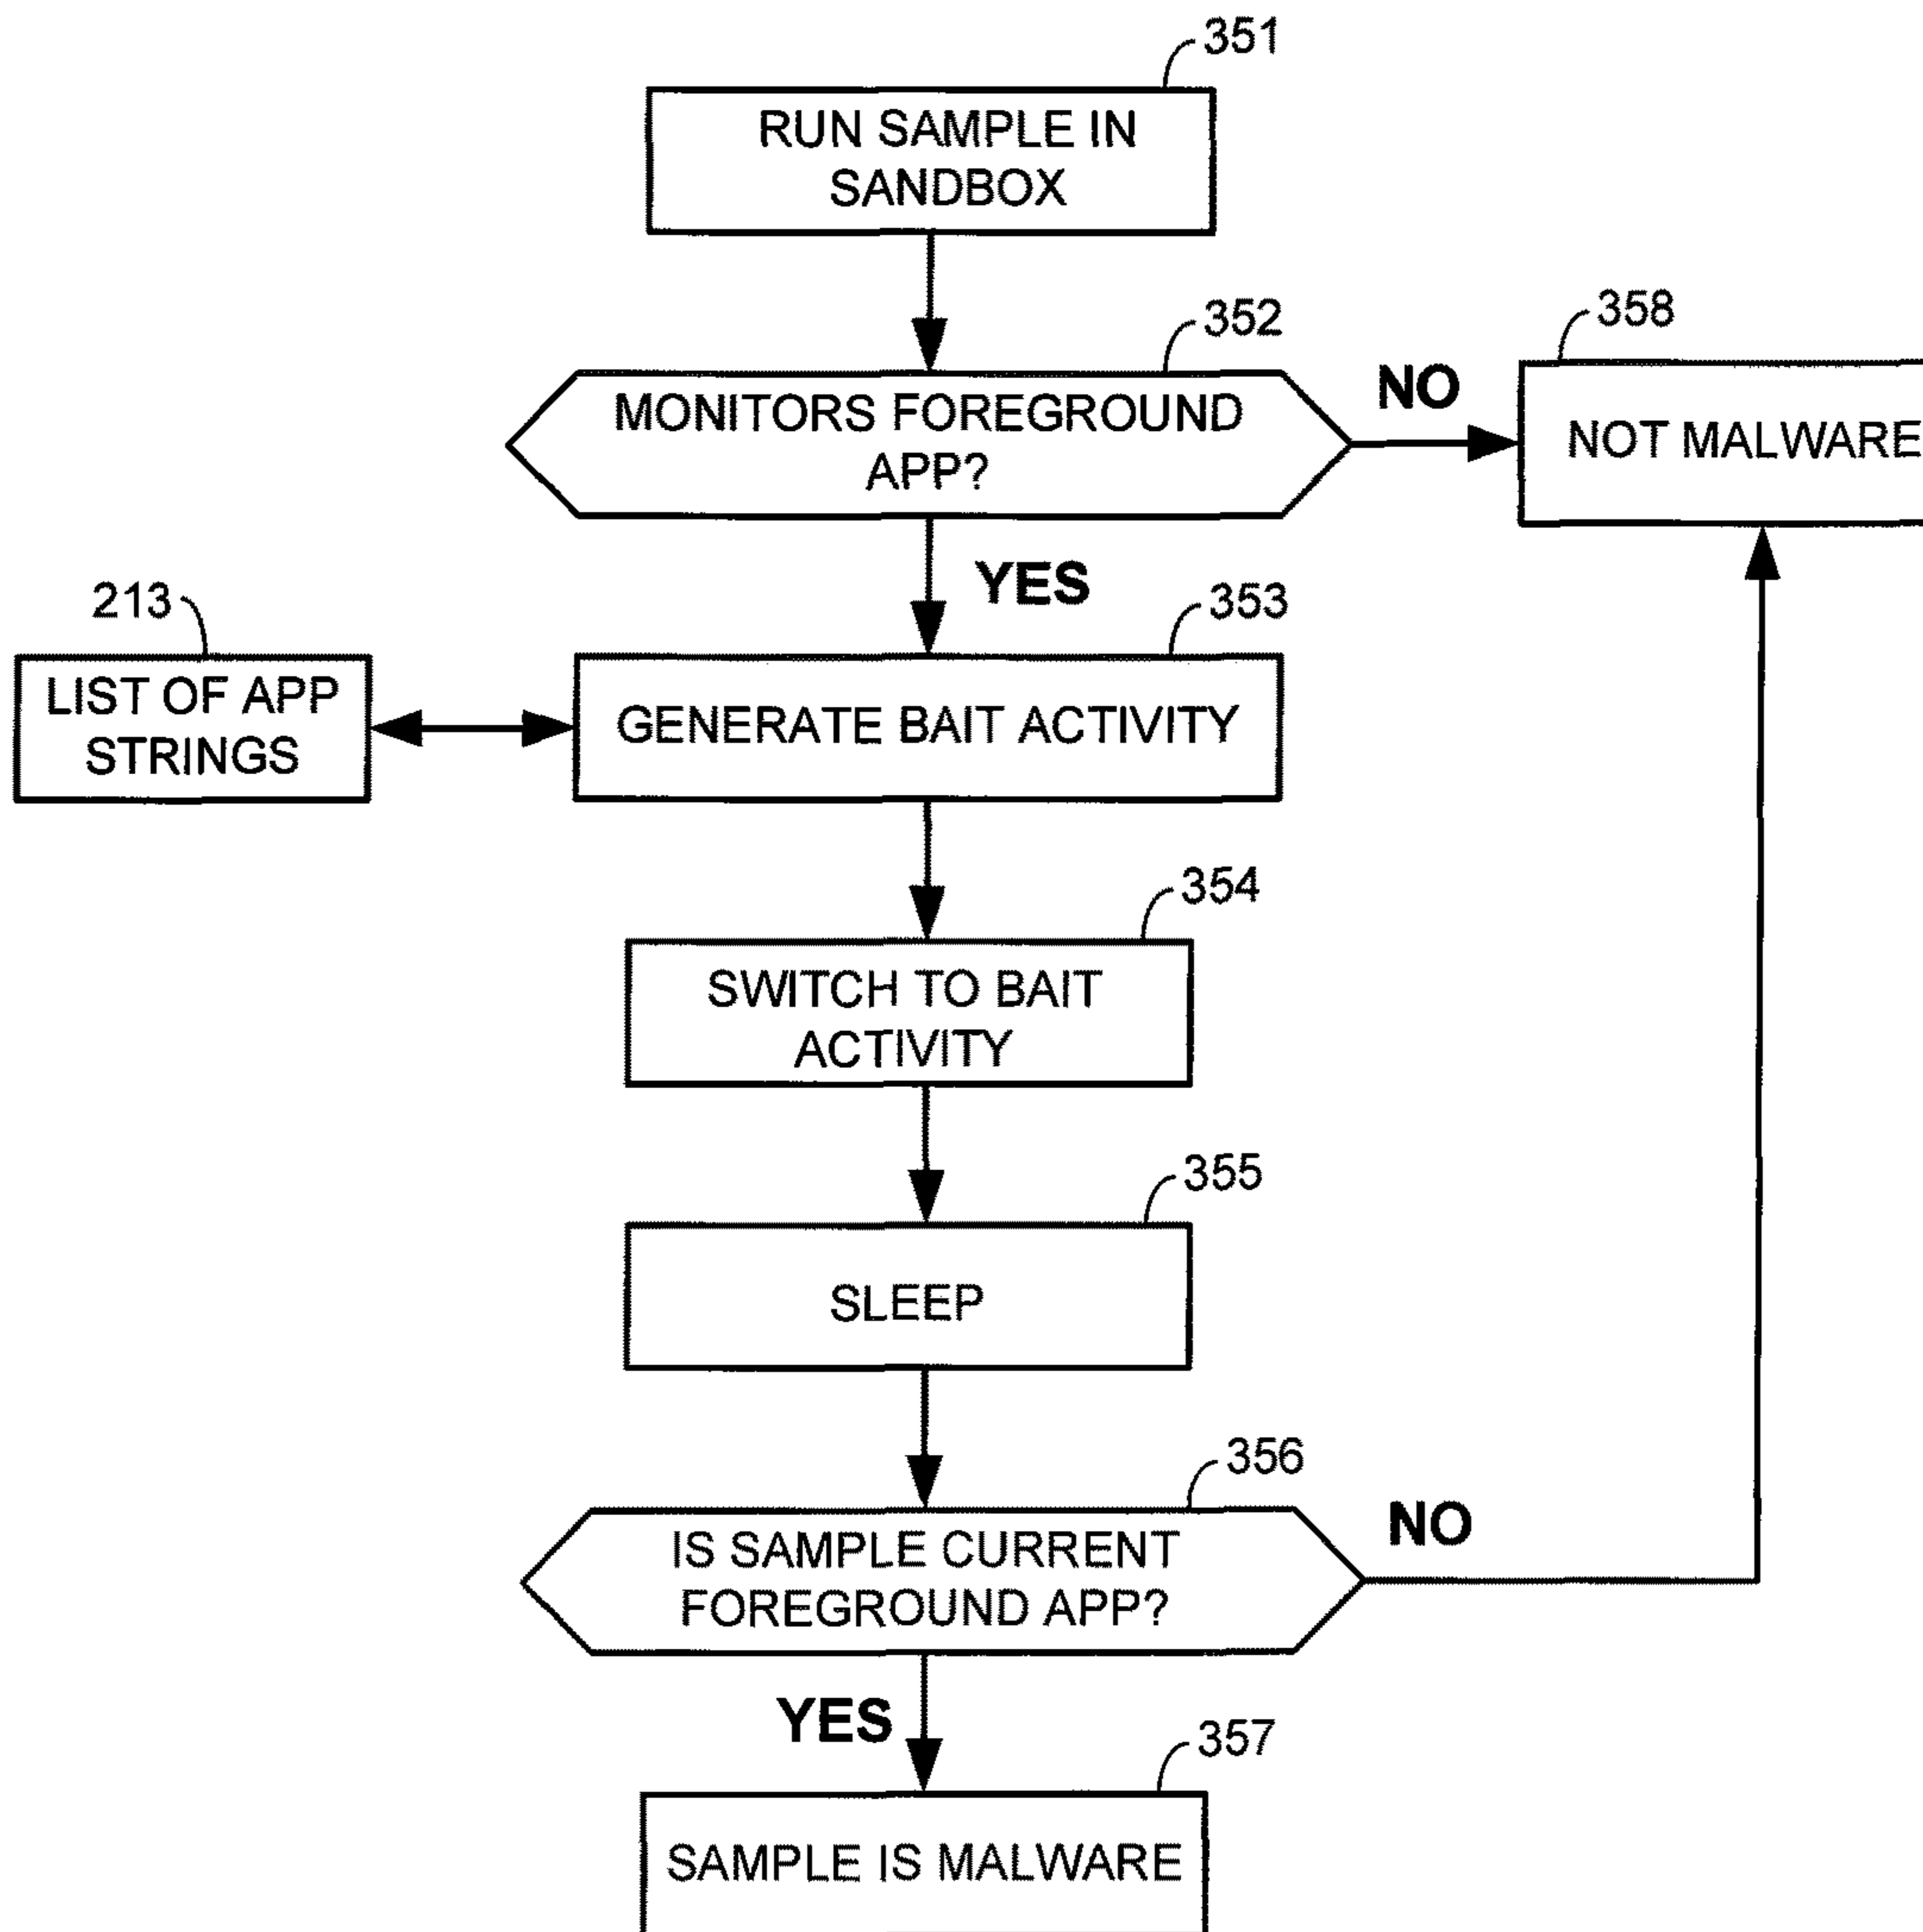 351
RUN SAMPLE IN
SANDBOX
352
MONITORS FOREGROUND
APP?
NO
358
NOT MALWARE
YES
213
LIST OF APP
STRINGS
353
GENERATE BAIT ACTIVITY
354
SWITCH TO BAIT
ACTIVITY
355
SLEEP
356
IS SAMPLE CURRENT
FOREGROUND APP?
NO
YES
357
SAMPLE IS MALWARE